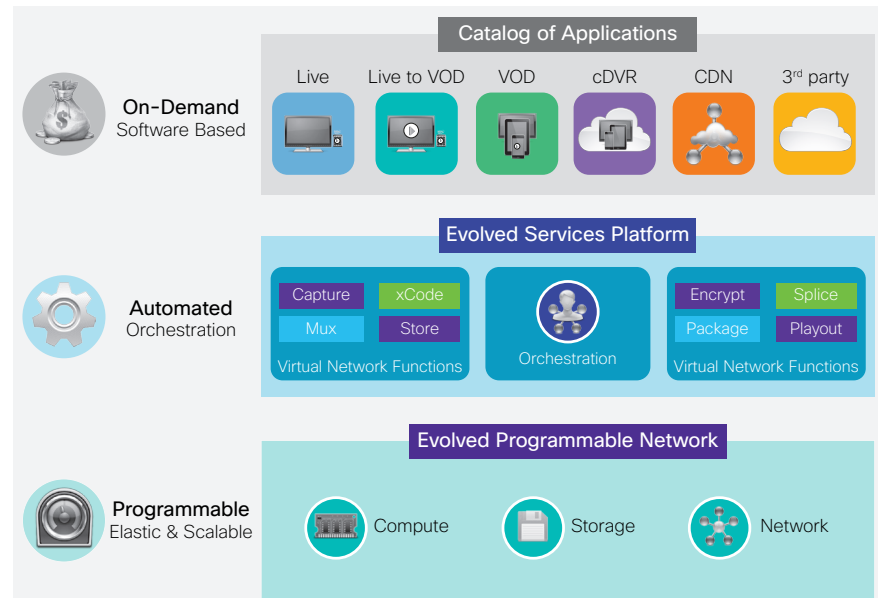 Catalog of Applications
Live
Live to VOD
VOD
cDVR
CDN
3rd party
$
On-Demand
Software Based
Evolved Services Platform
Capture
xCode
Mux
Store
Virtual Network Functions
Orchestration
Encrypt
Splice
Package
Playout
Virtual Network Functions
Automated
Orchestration
Evolved Programmable Network
Programmable
Elastic & Scalable
Compute
Storage
Network